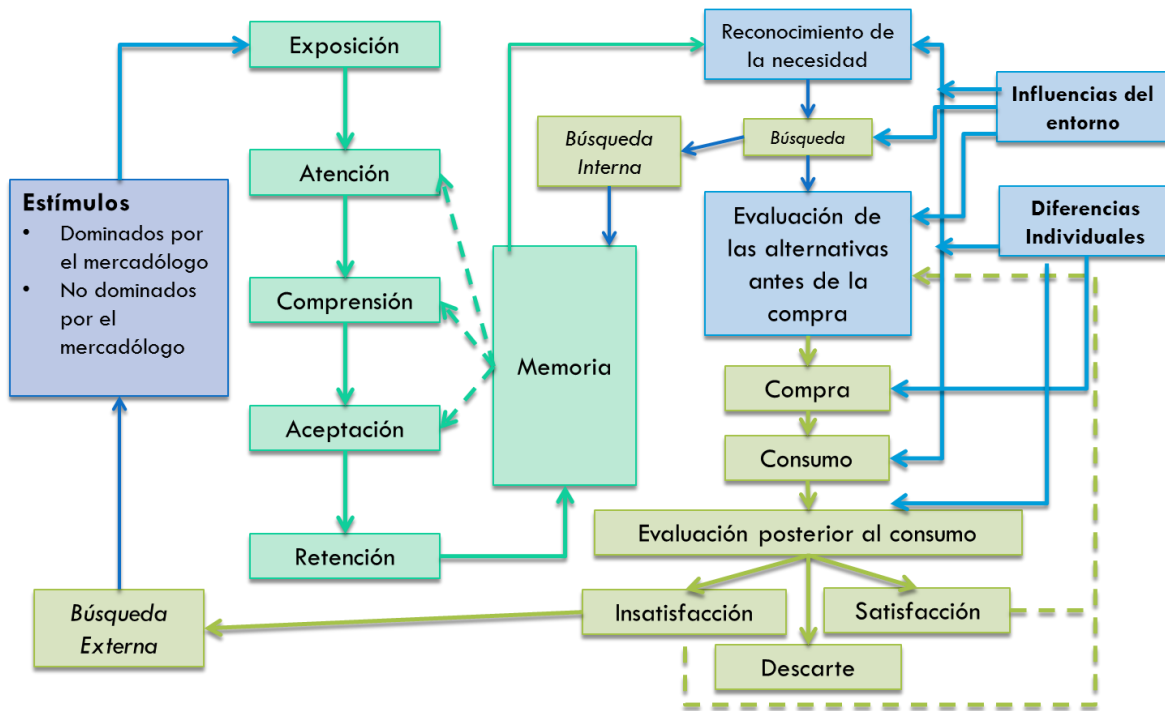 Exposición
Atención
Comprensión
Aceptación
Retención
Estímulos
• Dominados por
el mercadólogo
• No dominados
por el
mercadólogo
Búsqueda
Externa
Memoria
Búsqueda
Interna
Reconocimiento de
la necesidad
Búsqueda
Evaluación de
las alternativas
antes de la
compra
Compra
Consumo
Evaluación posterior al consumo
Insatisfacción
Satisfacción
Descarte
Influencias del
entorno
Diferencias
Individuales